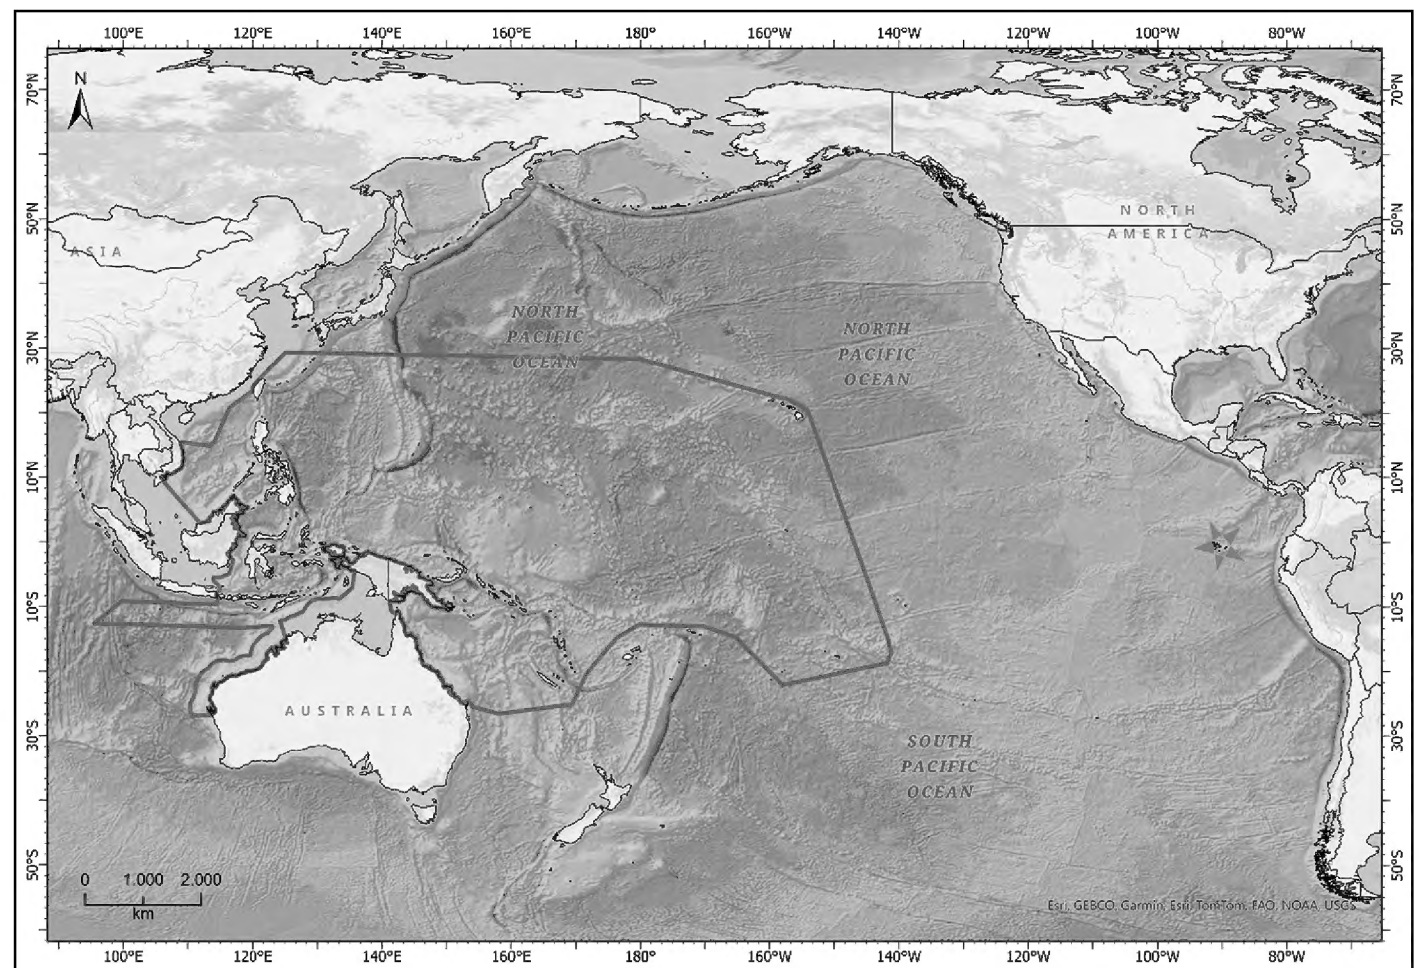 100°E 120°E 140°E 160°E 180° 160°W 140°W 120°W 100°W 80°W
N
70°N 70°N
50°N 50°N
NORTH
AMERICA
ASIA
NORTH
PACIFIC
OCEAN
NORTH
PACIFIC
OCEAN
30°N 30°N
10°N 10°N
10°S 10°S
AUSTRALIA
30°S 30°S
SOUTH
PACIFIC
OCEAN
50°S 50°S
0 1.000 2.000
km
Esri, GEBCO, Garmin, Esri, TomTom, FAO, NOAA, USGS
100°E 120°E 140°E 160°E 180° 160°W 140°W 120°W 100°W 80°W